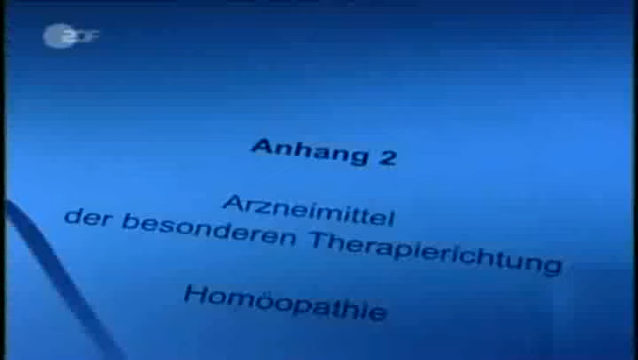 ZDF
Anhang 2
Arzneimittel
der besonderen Therapierichtung
Homöopathie